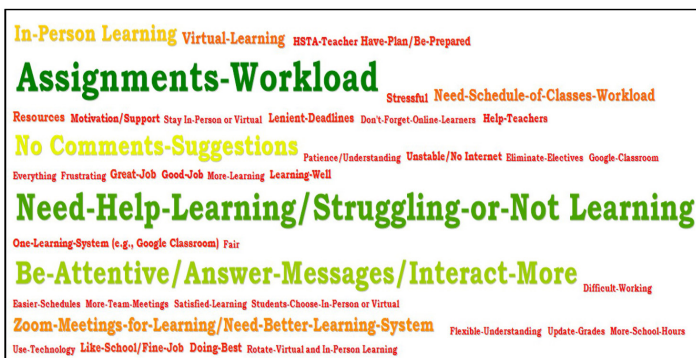 In-Person Learning Virtual-Learning HSTA-Teacher Have-Plan/Be-Prepared
Assignments-Workload Stressful Need-Schedule-of-Classes-Workload
Resources Motivation/Support Stay In-Person or Virtual Lenient-Deadlines Don't-Forget-Online-Learners Help-Teachers
No Comments-Suggestions Patience/Understanding Unstable/No Internet Eliminate-Electives Google-Classroom
Everything Frustrating Great-Job Good-Job More-Learning Learning-Well
Need-Help-Learning/Struggling-or-Not Learning
One-Learning-System (e.g., Google Classroom) Fair
Be-Attentive/Answer-Messages/Interact-More Difficult-Working
Easier-Schedules More-Team-Meetings Satisfied-Learning Students-Choose-In-Person or Virtual
Zoom-Meetings-for-Learning/Need-Better-Learning-System Flexible-Understanding Update-Grades More-School-Hours
Use-Technology Like-School/Fine-Job Doing-Best Rotate-Virtual and In-Person Learning